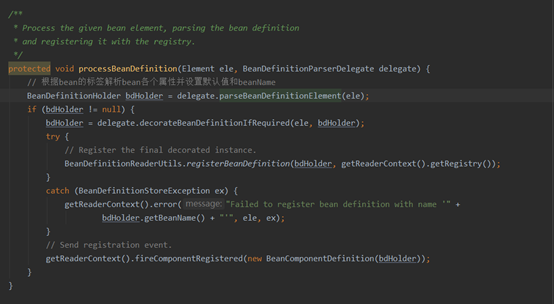 /**
 * Process the given bean element, parsing the bean definition
 * and registering it with the registry.
 */
protected void processBeanDefinition(Element ele, BeanDefinitionParserDelegate delegate) {
    // 根据bean的标签解析bean各个属性并设置默认值和beanName
    BeanDefinitionHolder bdHolder = delegate.parseBeanDefinitionElement(ele);
    if (bdHolder != null) {
        bdHolder = delegate.decorateBeanDefinitionIfRequired(ele, bdHolder);
        try {
            // Register the final decorated instance.
            BeanDefinitionReaderUtils.registerBeanDefinition(bdHolder, getReaderContext().getRegistry());
        }
        catch (BeanDefinitionStoreException ex) {
            getReaderContext().error( message: "Failed to register bean definition with name '" +
                    bdHolder.getBeanName() + "'", ele, ex);
        }
        // Send registration event.
        getReaderContext().fireComponentRegistered(new BeanComponentDefinition(bdHolder));
    }
}